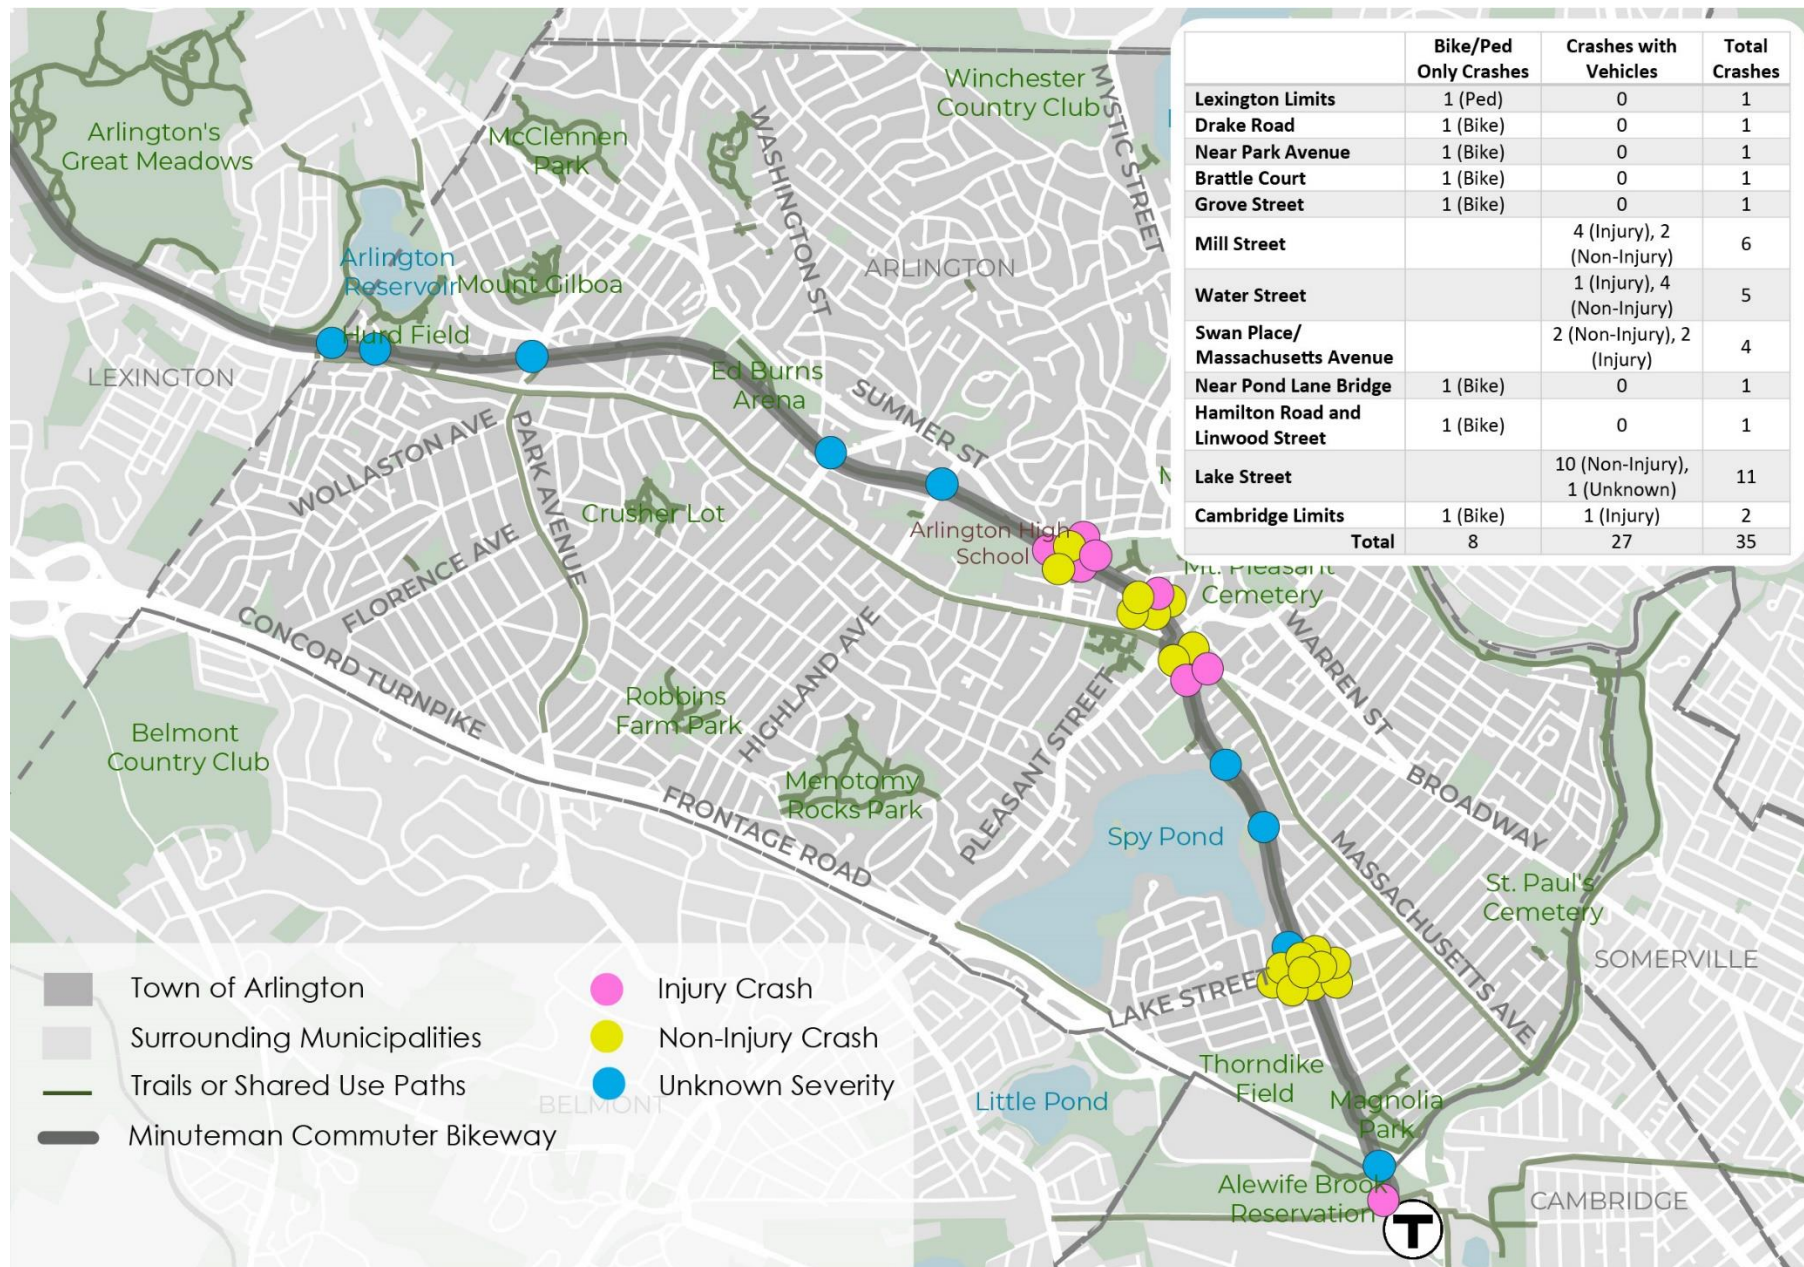 Bike/Ped Only Crashes | Crashes with Vehicles | Total Crashes
Lexington Limits | 1 (Ped) | 0 | 1
Drake Road | 1 (Bike) | 0 | 1
Near Park Avenue | 1 (Bike) | 0 | 1
Brattle Court | 1 (Bike) | 0 | 1
Grove Street | 1 (Bike) | 0 | 1
Mill Street | | 4 (Injury), 2 (Non-Injury) | 6
Water Street | | 1 (Injury), 4 (Non-Injury) | 5
Swan Place/ Massachusetts Avenue | | 2 (Non-Injury), 2 (Injury) | 4
Near Pond Lane Bridge | 1 (Bike) | 0 | 1
Hamilton Road and Linwood Street | 1 (Bike) | 0 | 1
Lake Street | | 10 (Non-Injury), 1 (Unknown) | 11
Cambridge Limits | 1 (Bike) | 1 (Injury) | 2
Total | 8 | 27 | 35
Winchester
Country Club
MYSTIC STREET
Arlington's
Great Meadows
McClennen
Park
WASHINGTON ST
ARLINGTON
Arlington
Reservoir
Mount Gilboa
Hurd Field
LEXINGTON
Ed Burns
Arena
SUMMER ST
WOLLASTON AVE
PARK AVENUE
Crusher Lot
Arlington High
School
FLORENCE AVE
Mt. Pleasant
Cemetery
CONCORD TURNPIKE
HIGHLAND AVE
WARREN ST
Robbins
Farm Park
PLEASANT STREET
Belmont
Country Club
Menotomy
Rocks Park
FRONTAGE ROAD
BROADWAY
Spy Pond
MASSACHUSETTS AVE
St. Paul's
Cemetery
SOMERVILLE
LAKE STREET
Thorndike
Field
Little Pond
Magnolia
Park
BELMONT
Alewife Brook
Reservation
CAMBRIDGE
T
Town of Arlington
Surrounding Municipalities
Trails or Shared Use Paths
Minuteman Commuter Bikeway
Injury Crash
Non-Injury Crash
Unknown Severity